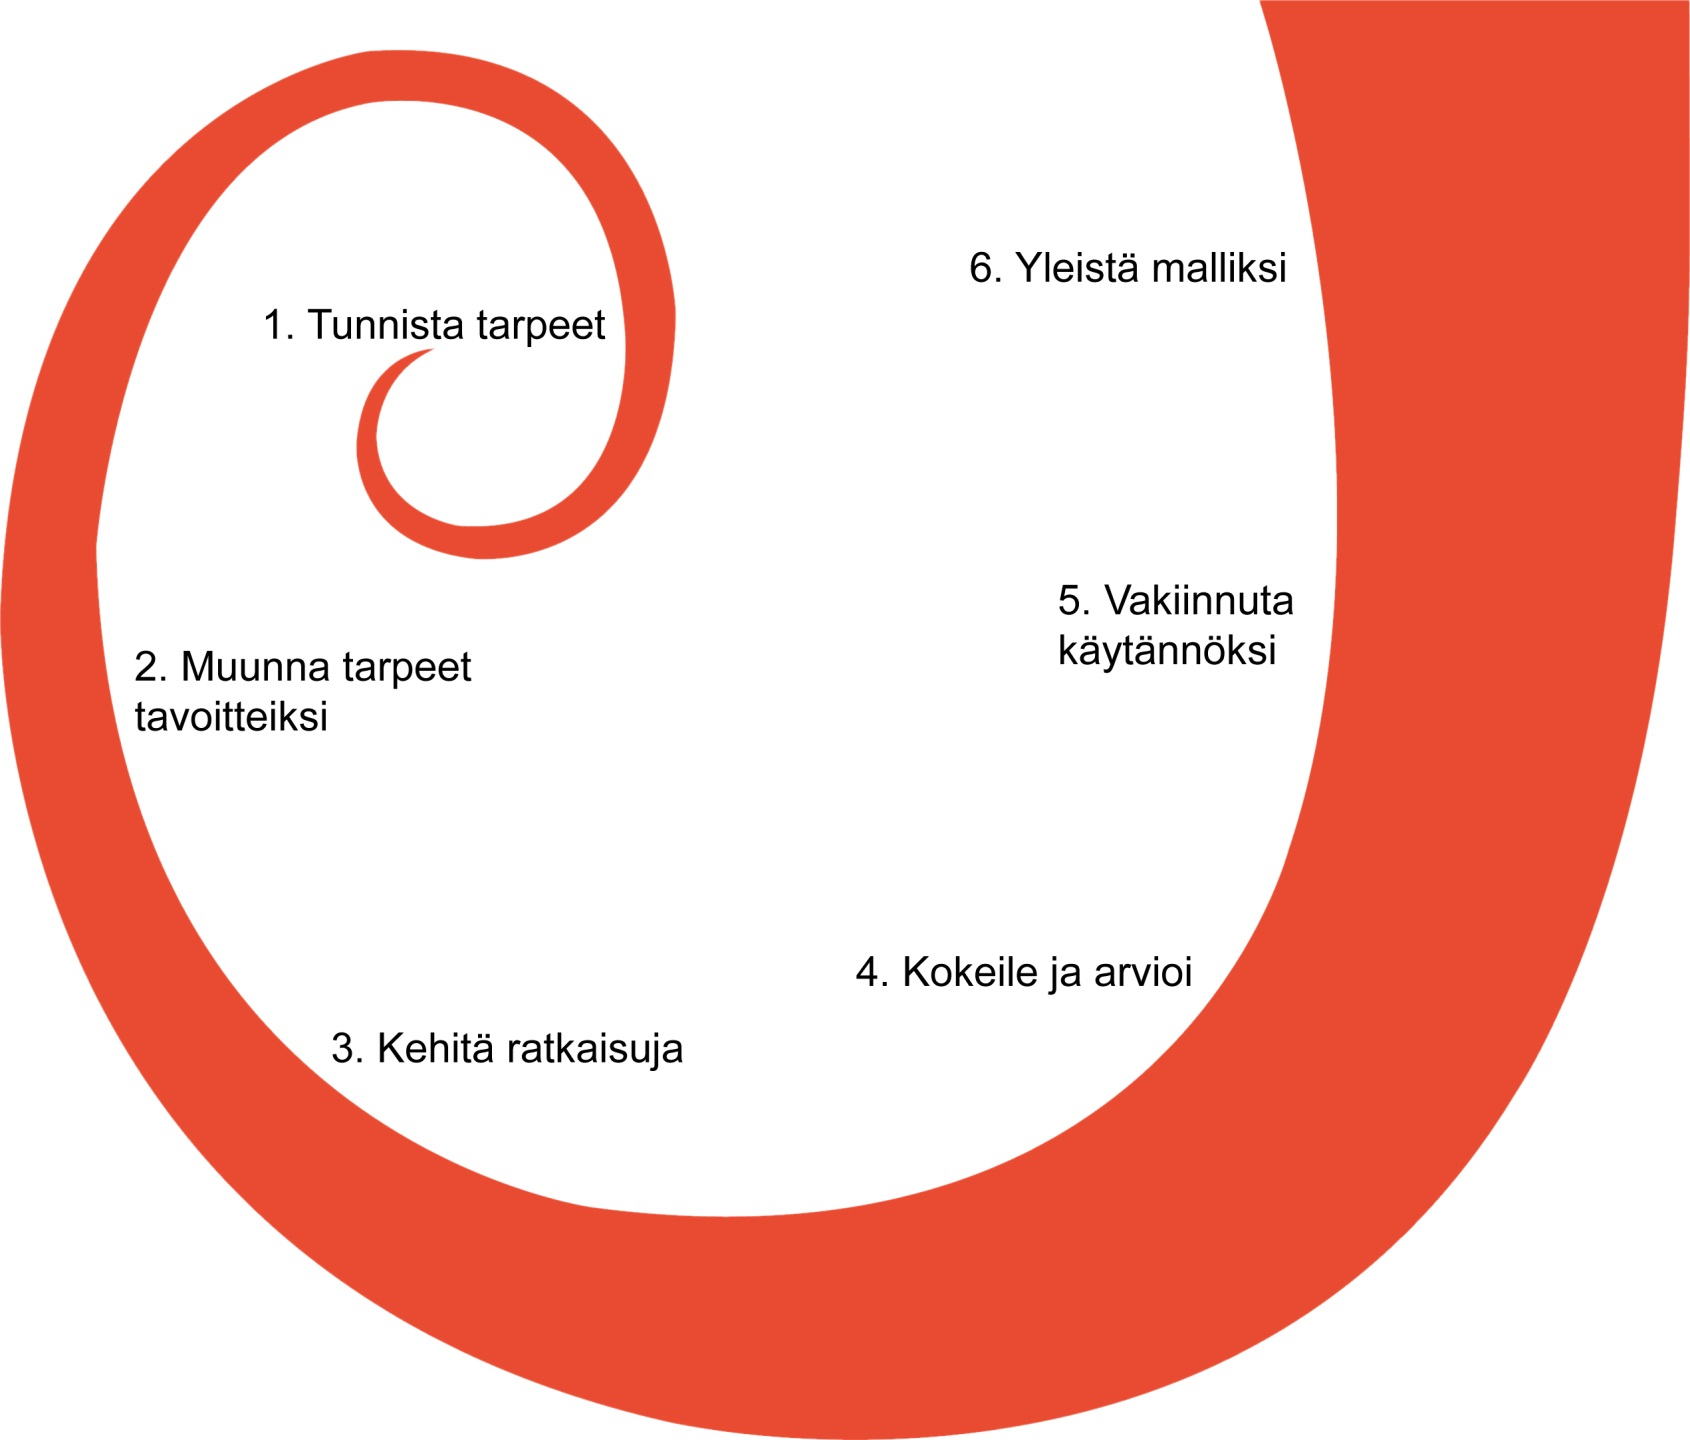 1. Tunnista tarpeet
2. Muunna tarpeet
tavoitteiksi
3. Kehitä ratkaisuja
4. Kokeile ja arvioi
5. Vakiinnuta
käytännöksi
6. Yleistä malliksi